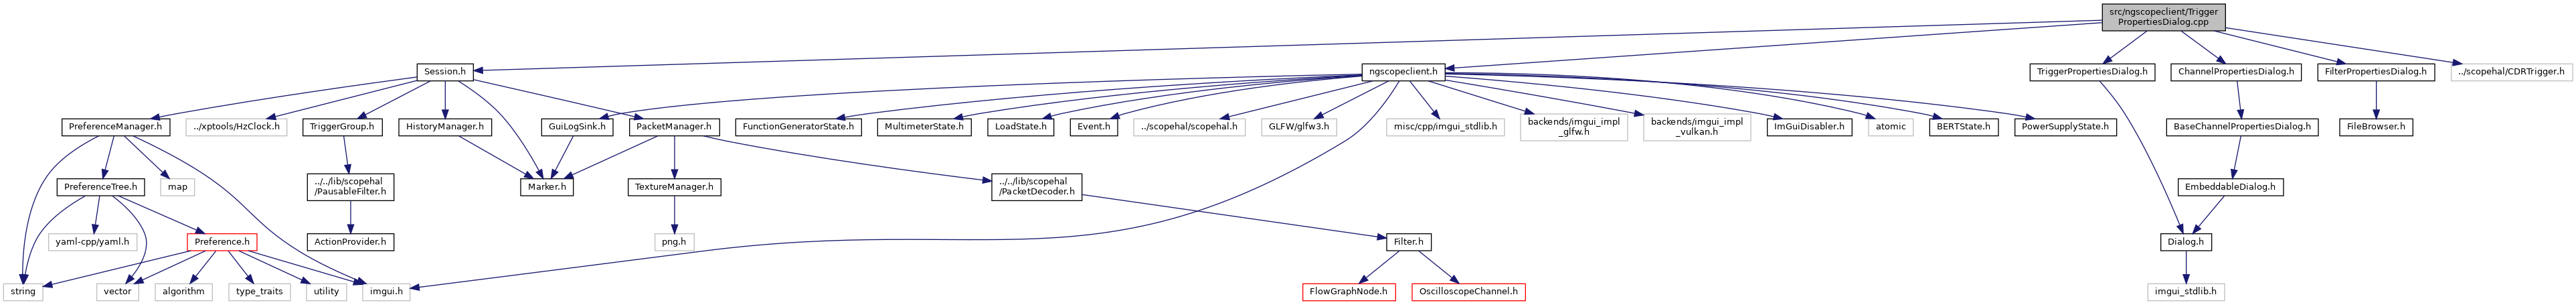 src/ngscopeclient/Trigger
PropertiesDialog.cpp
Session.h
ngscopeclient.h
TriggerPropertiesDialog.h
ChannelPropertiesDialog.h
FilterPropertiesDialog.h
../scopehal/CDRTrigger.h
PreferenceManager.h
../xptools/HzClock.h
TriggerGroup.h
HistoryManager.h
GuiLogSink.h
PacketManager.h
FunctionGeneratorState.h
MultimeterState.h
LoadState.h
Event.h
../scopehal/scopehal.h
GLFW/glfw3.h
misc/cpp/imgui_stdlib.h
backends/imgui_impl
_glfw.h
backends/imgui_impl
_vulkan.h
ImGuiDisabler.h
atomic
BERTState.h
PowerSupplyState.h
BaseChannelPropertiesDialog.h
FileBrowser.h
PreferenceTree.h
map
../../lib/scopehal
/PausableFilter.h
Marker.h
TextureManager.h
../../lib/scopehal
/PacketDecoder.h
EmbeddableDialog.h
yaml-cpp/yaml.h
Preference.h
ActionProvider.h
png.h
Filter.h
Dialog.h
string
vector
algorithm
type_traits
utility
imgui.h
FlowGraphNode.h
OscilloscopeChannel.h
imgui_stdlib.h